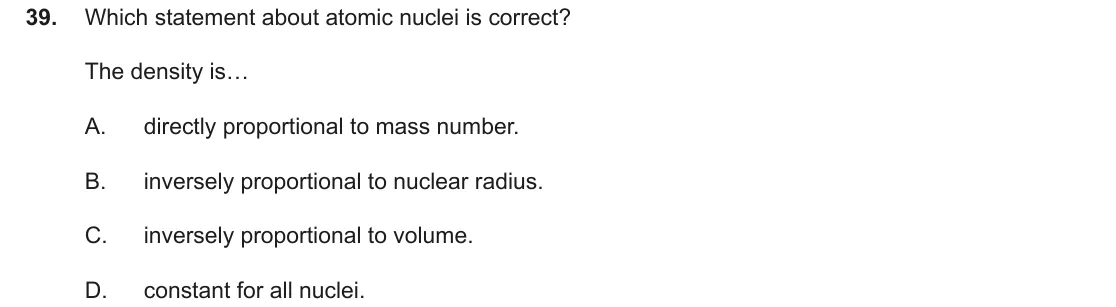 39. Which statement about atomic nuclei is correct?
The density is…
A. directly proportional to mass number.
B. inversely proportional to nuclear radius.
C. inversely proportional to volume.
D. constant for all nuclei.